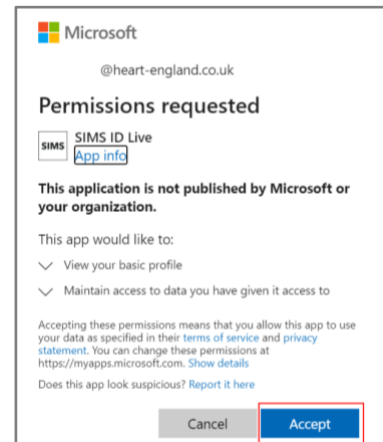 Microsoft
@heart-england.co.uk
Permissions requested
SIMS
SIMS ID Live
App info
This application is not published by Microsoft or
your organization.
This app would like to:
View your basic profile
Maintain access to data you have given it access to
Accepting these permissions means that you allow this app to use
your data as specified in their terms of service and privacy
statement. You can change these permissions at
https://myapps.microsoft.com. Show details
Does this app look suspicious? Report it here
Cancel
Accept